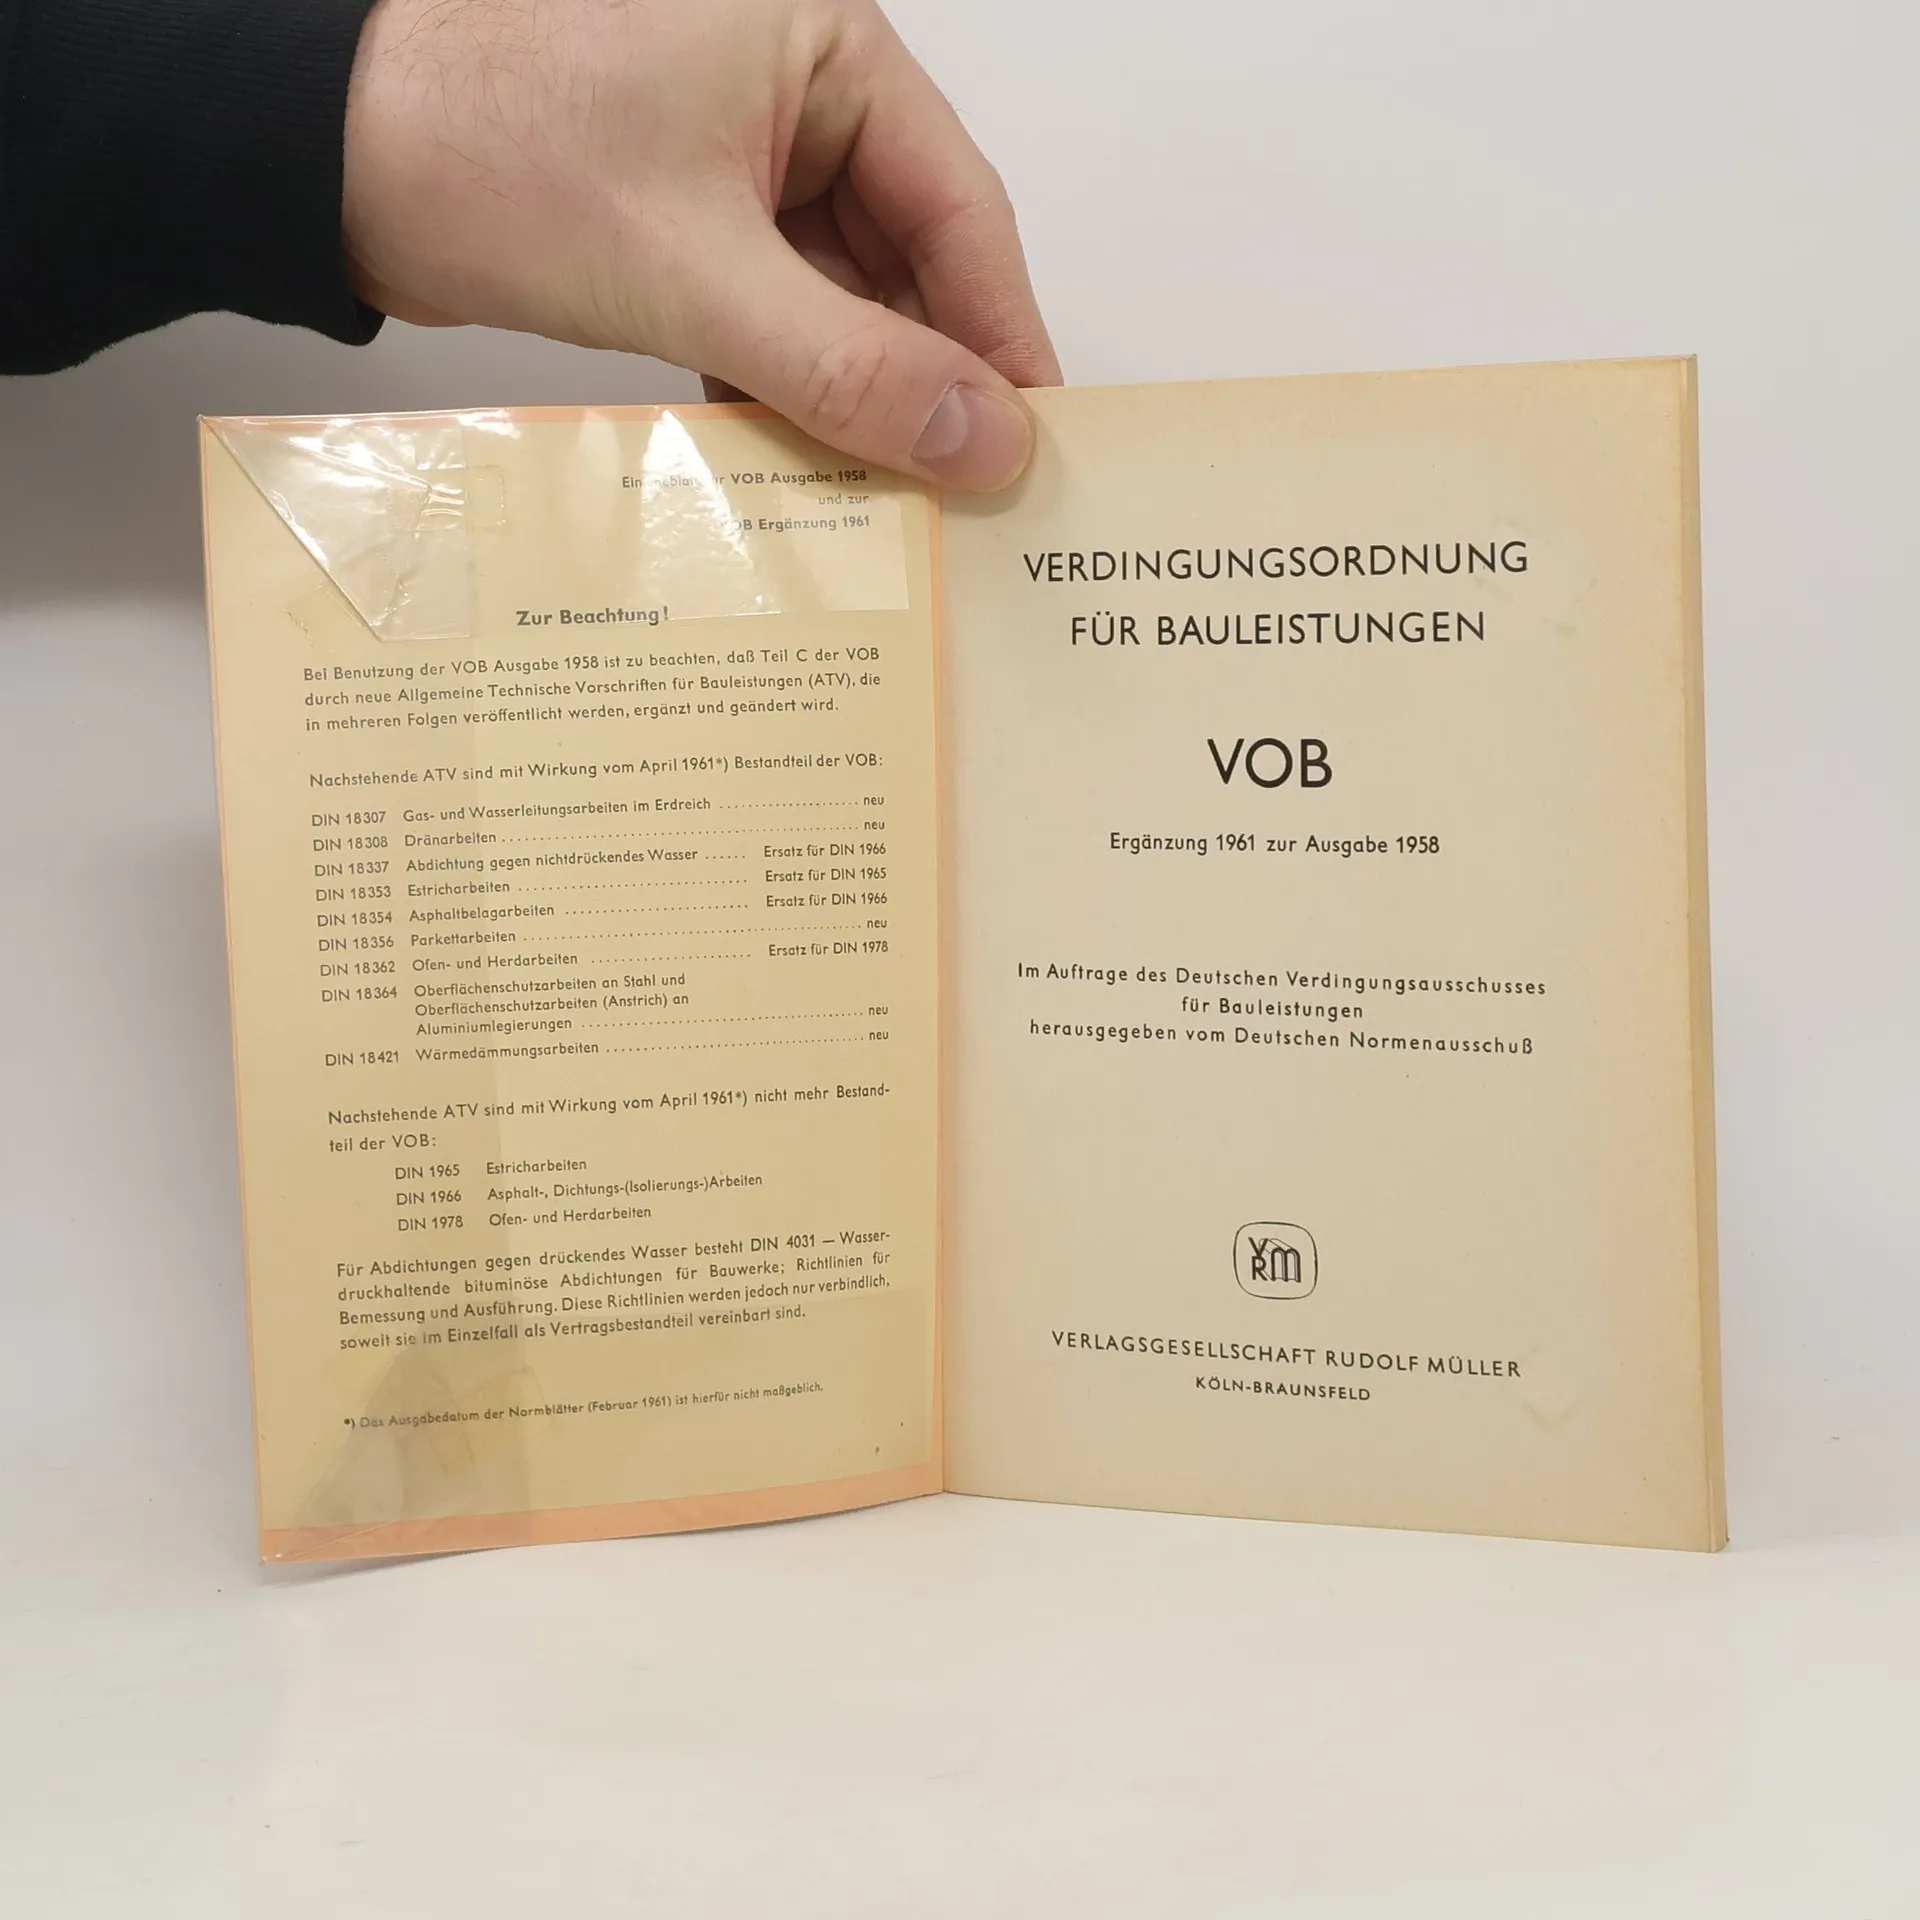 VOB Ausgabe 1958
und zur
Ergänzung 1961
Zur Beachtung!
Bei Benutzung der VOB Ausgabe 1958 ist zu beachten, daß Teil C der VOB
durch neue Allgemeine Technische Vorschriften für Bauleistungen (ATV), die
in mehreren Folgen veröffentlicht werden, ergänzt und geändert wird.
Nachstehende ATV sind mit Wirkung vom April 1961*) Bestandteil der VOB:
DIN 18307 Gas- und Wasserleitungsarbeiten im Erdreich .................... neu
DIN 18308 Dränarbeiten .................................................. neu
DIN 18337 Abdichtung gegen nichtdrückendes Wasser ...... Ersatz für DIN 1966
DIN 18353 Estricharbeiten ................................ Ersatz für DIN 1965
DIN 18354 Asphaltbelagarbeiten ......................... Ersatz für DIN 1966
DIN 18356 Parkettarbeiten ............................................... neu
DIN 18362 Ofen- und Herdarbeiten ...................... Ersatz für DIN 1978
DIN 18364 Oberflächenschutzarbeiten an Stahl und
Oberflächenschutzarbeiten (Anstrich) an
Aluminiumlegierungen ....................................... neu
DIN 18421 Wärmedämmungsarbeiten ..................................... neu
Nachstehende ATV sind mit Wirkung vom April 1961*) nicht mehr Bestand-
teil der VOB:
DIN 1965 Estricharbeiten
DIN 1966 Asphalt-, Dichtungs-(Isolierungs-)Arbeiten
DIN 1978 Ofen- und Herdarbeiten
Für Abdichtungen gegen drückendes Wasser besteht DIN 4031 — Wasser-
druckhaltende bituminöse Abdichtungen für Bauwerke; Richtlinien für
Bemessung und Ausführung. Diese Richtlinien werden jedoch nur verbindlich,
soweit sie im Einzelfall als Vertragsbestandteil vereinbart sind.
*) Das Ausgabedatum der Normblätter (Februar 1961) ist hierfür nicht maßgeblich.
VERDINGUNGSORDNUNG
FÜR BAULEISTUNGEN
VOB
Ergänzung 1961 zur Ausgabe 1958
Im Auftrage des Deutschen Verdingungsausschusses
für Bauleistungen
herausgegeben vom Deutschen Normenausschuß
VRM
VERLAGSGESELLSCHAFT RUDOLF MÜLLER
KÖLN-BRAUNSFELD